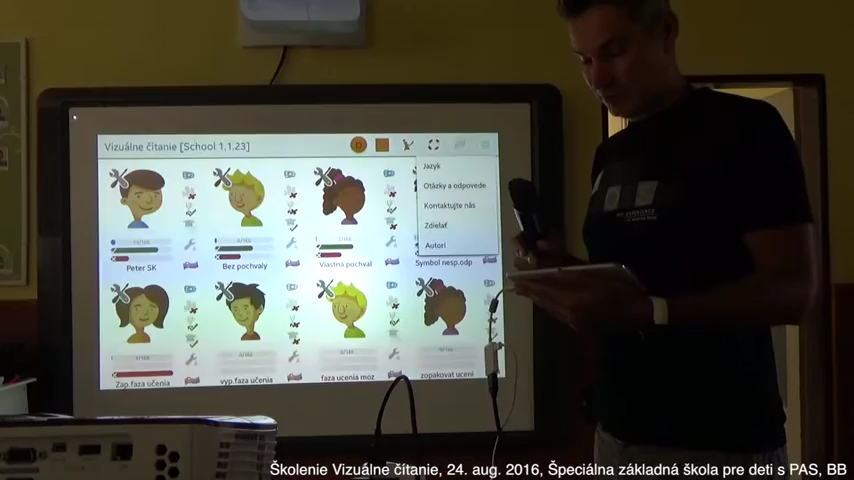 Vizuálne čítanie [School 1.1.23]
Jazyk
Otázky a odpovede
Kontaktujte nás
Zdieľať
Autori
Peter SK
Bez pochvaly
Vlastná pochval
Symbol nesp.odp
Zap.faza učenia
vyp.faza učenia
faza ucenia moz
zopakovat uceni
Školenie Vizuálne čítanie, 24. aug. 2016, Špeciálna základná škola pre deti s PAS, BB